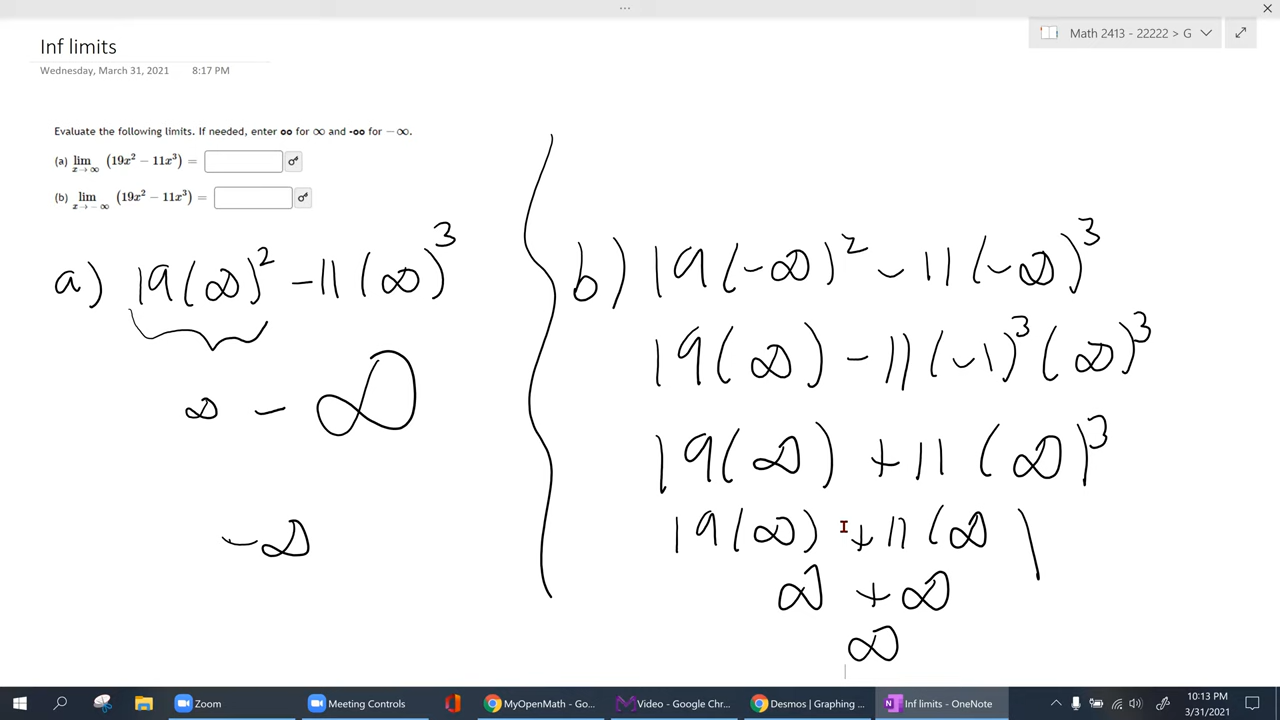 Inf limits
Wednesday, March 31, 2021 8:17 PM
Math 2413 - 22222 > G
Evaluate the following limits. If needed, enter oo for ∞ and -oo for − ∞.
(a) lim x→∞ (19x² − 11x³) =
(b) lim x→ − ∞ (19x² − 11x³) =
a) 19(∞)² − 11(∞)³
∞ − ∞
−∞
b) 19(−∞)² − 11(−∞)³
19(∞) − 11(−1)³(∞)³
19(∞) + 11(∞)³
19(∞) + 11(∞)
∞ + ∞
∞
Zoom
Meeting Controls
MyOpenMath - Go...
Video - Google Chr...
Desmos | Graphing ...
Inf limits - OneNote
10:13 PM
3/31/2021